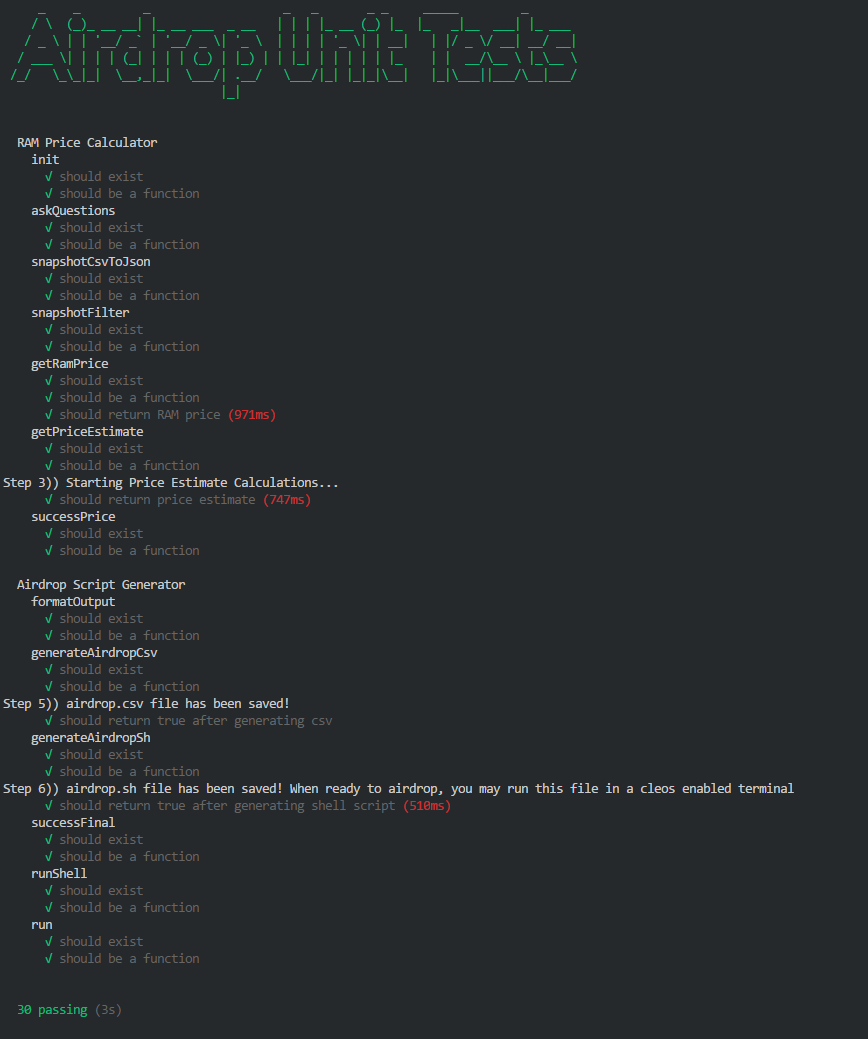 Airdrop Unit Tests
RAM Price Calculator
init
√ should exist
√ should be a function
askQuestions
√ should exist
√ should be a function
snapshotCsvToJson
√ should exist
√ should be a function
snapshotFilter
√ should exist
√ should be a function
getRamPrice
√ should exist
√ should be a function
√ should return RAM price (971ms)
getPriceEstimate
√ should exist
√ should be a function
Step 3)) Starting Price Estimate Calculations...
√ should return price estimate (747ms)
successPrice
√ should exist
√ should be a function
Airdrop Script Generator
formatOutput
√ should exist
√ should be a function
generateAirdropCsv
√ should exist
√ should be a function
Step 5)) airdrop.csv file has been saved!
√ should return true after generating csv
generateAirdropSh
√ should exist
√ should be a function
Step 6)) airdrop.sh file has been saved! When ready to airdrop, you may run this file in a cleos enabled terminal
√ should return true after generating shell script (510ms)
successFinal
√ should exist
√ should be a function
runShell
√ should exist
√ should be a function
run
√ should exist
√ should be a function
30 passing (3s)